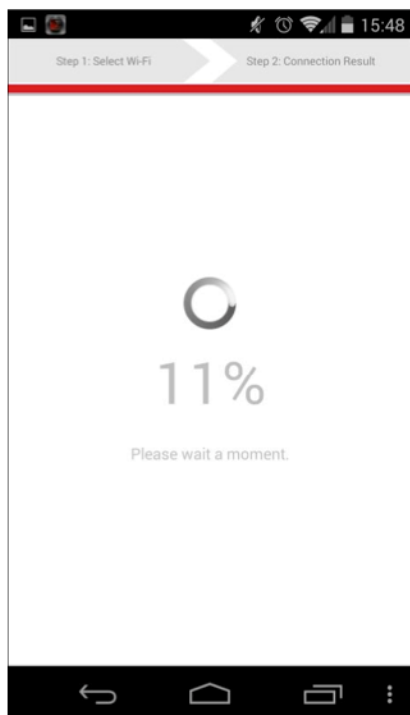 15:48
Step 1: Select Wi-Fi
Step 2: Connection Result
11%
Please wait a moment.